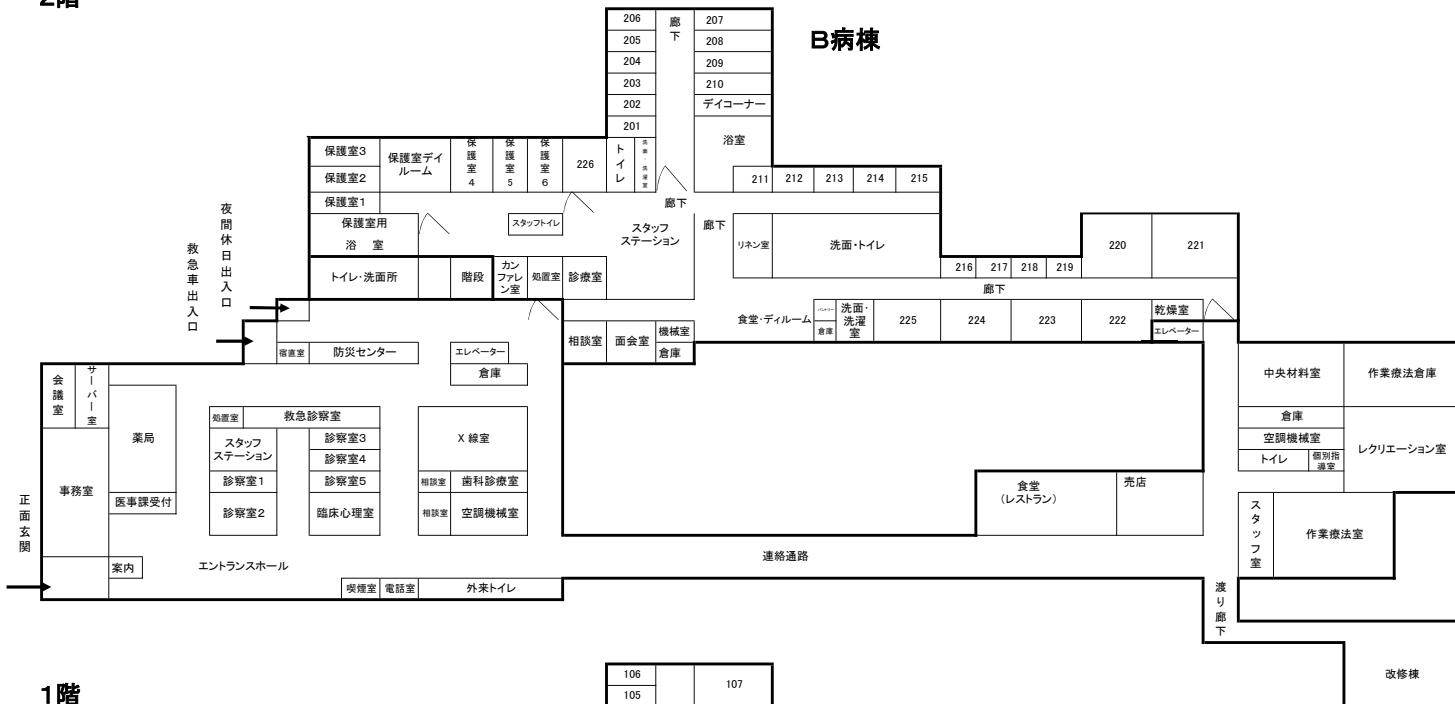 2階
B病棟
206
廊下
207
205
208
204
209
203
210
202
デイコーナー
201
浴室
保護室3
保護室デイ
ルーム
保護室4
保護室5
保護室6
226
トイレ
保護室2
211
212
213
214
215
保護室1
廊下
保護室用
浴 室
スタッフトイレ
スタッフ
ステーション
廊下
リネン室
洗面・トイレ
220
221
トイレ・洗面所
階段
カン
ファレ
ン室
処置室
診療室
216
217
218
219
廊下
夜間休日出入口
救急車出入口
食堂・ディルーム
倉庫
洗面・
洗濯
室
225
224
223
222
乾燥室
エレベーター
相談室
面会室
機械室
倉庫
宿直室
防災センター
エレベーター
倉庫
会議室
サーバー室
薬局
処置室
救急診察室
スタッフ
ステーション
診察室3
診察室4
X 線室
診察室1
診察室5
相談室
歯科診療室
診察室2
臨床心理室
相談室
空調機械室
事務室
医事課受付
正面玄関
案内
エントランスホール
喫煙室
電話室
外来トイレ
中央材料室
作業療法倉庫
倉庫
空調機械室
レクリエーション室
トイレ
個別指
導室
食堂
(レストラン)
売店
スタッフ室
作業療法室
連絡通路
渡り廊下
改修棟
1階
106
107
105